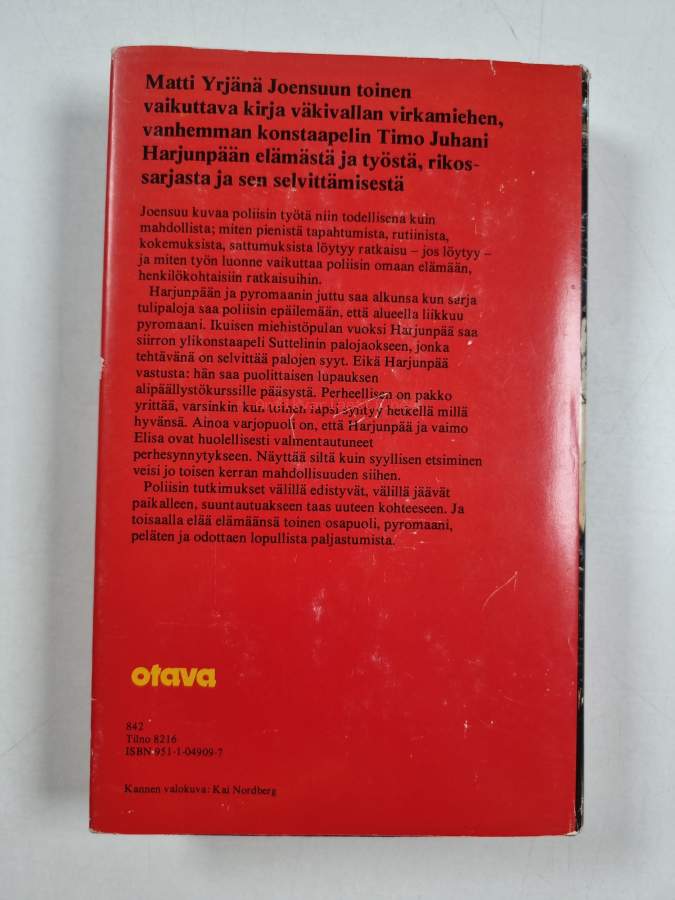 Matti Yrjänä Joensuun toinen
vaikuttava kirja väkivallan virkamiehen,
vanhemman konstaapelin Timo Juhani
Harjunpään elämästä ja työstä, rikos-
sarjasta ja sen selvittämisestä
Joensuu kuvaa poliisin työtä niin todellisena kuin
mahdollista; miten pienistä tapahtumista, rutiinista,
kokemuksista, sattumuksista löytyy ratkaisu – jos löytyy –
ja miten työn luonne vaikuttaa poliisin omaan elämään,
henkilökohtaisiin ratkaisuihin.
Harjunpään ja pyromaanin juttu saa alkunsa kun sarja
tulipaloja saa poliisin epäilemään, että alueella liikkuu
pyromaani. Ikuisen miehistöpulan vuoksi Harjunpää saa
siirron ylikonstaapeli Suttelinin palojaokseen, jonka
tehtävänä on selvittää palojen syyt. Eikä Harjunpää
vastusta: hän saa puolittaisen lupauksen
alipäällystökurssille pääsystä. Perheellisen on pakko
yrittää, varsinkin kun toinen lapsi syntyy hetkellä millä
hyvänsä. Ainoa varjopuoli on, että Harjunpää ja vaimo
Elisa ovat huolellisesti valmentautuneet
perhesynnytykseen. Näyttää siltä kuin syyllisen etsiminen
veisi jo toisen kerran mahdollisuuden siihen.
Poliisin tutkimukset välillä edistyvät, välillä jäävät
paikalleen, suuntautuakseen taas uuteen kohteeseen. Ja
toisaalla elää elämäänsä toinen osapuoli, pyromaani,
peläten ja odottaen lopullista paljastumista.
otava
842
Tilno 8216
ISBN 951-1-04909-7
Kannen valokuva: Kai Nordberg